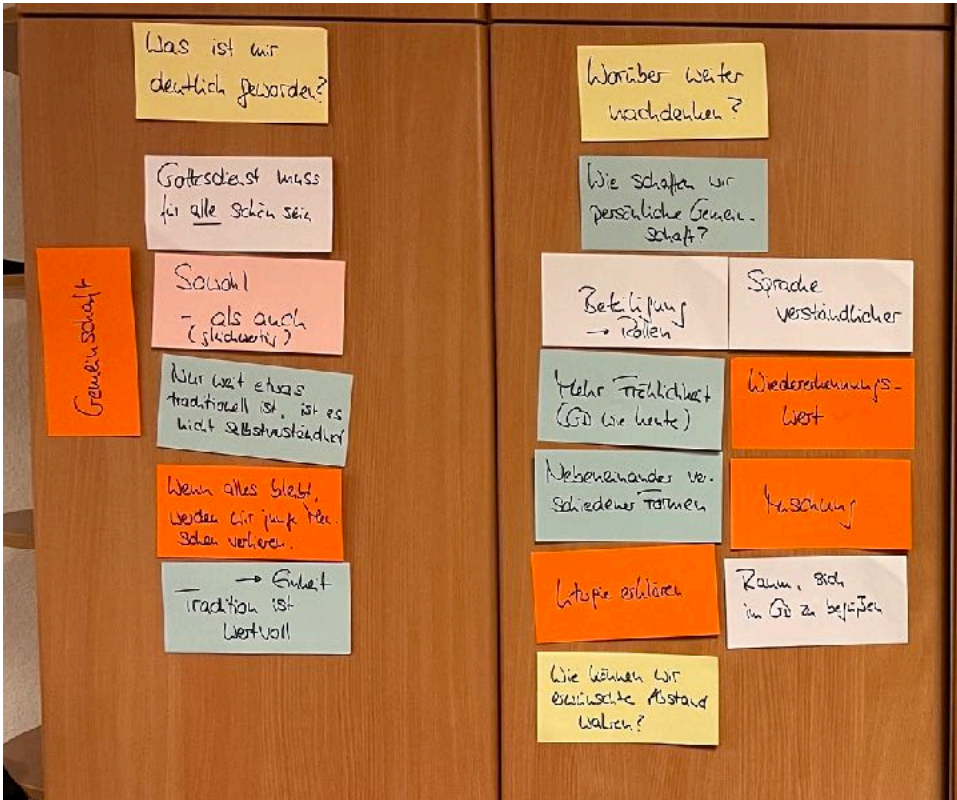 Was ist mir
deutlich geworden?
Gottesdienst muss
für alle schön sein
Gemeinschaft
Sowohl
- als auch
(gleichwertig)
Nur weil etwas
traditionell ist, ist es
nicht selbstverständlich
Wenn alles bleibt,
werden wir junge Men-
schen verlieren.
→ Einheit
Tradition ist
wertvoll
Worüber weiter
nachdenken?
Wie schaffen wir
persönliche Gemein-
schaft?
Beteiligung
→ Rollen
Sprache
verständlicher
Mehr Fröhlichkeit
(GD wie heute)
Wiedererkennungs-
wert
Nebeneinander ver-
schiedener Formen
Mischung
erklären
Raum, sich
im GD zu begrüßen
Wie können wir
erwünschte Abstand
wahren?